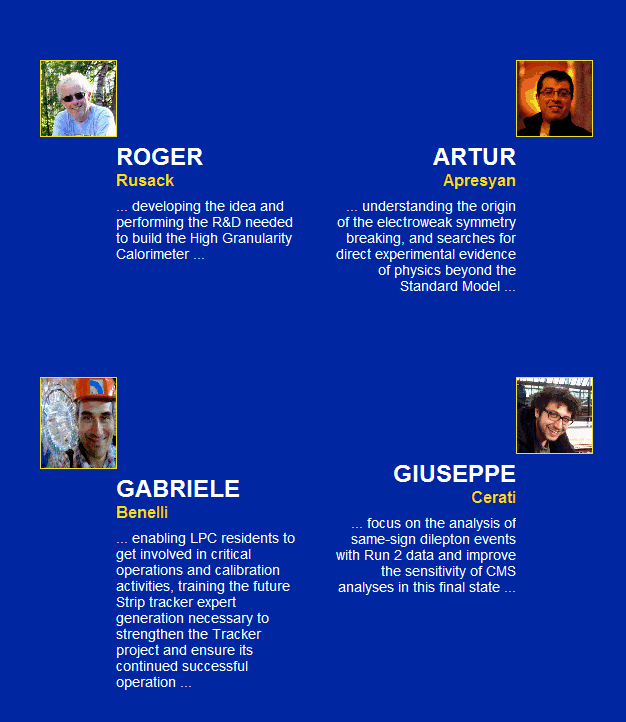 ROGER
Rusack
... developing the idea and
performing the R&D needed
to build the High Granularity
Calorimeter ...
ARTUR
Apresyan
... understanding the origin
of the electroweak symmetry
breaking, and searches for
direct experimental evidence
of physics beyond the
Standard Model ...
GABRIELE
Benelli
... enabling LPC residents to
get involved in critical
operations and calibration
activities, training the future
Strip tracker expert
generation necessary to
strengthen the Tracker
project and ensure its
continued successful
operation ...
GIUSEPPE
Cerati
... focus on the analysis of
same-sign dilepton events
with Run 2 data and improve
the sensitivity of CMS
analyses in this final state ...